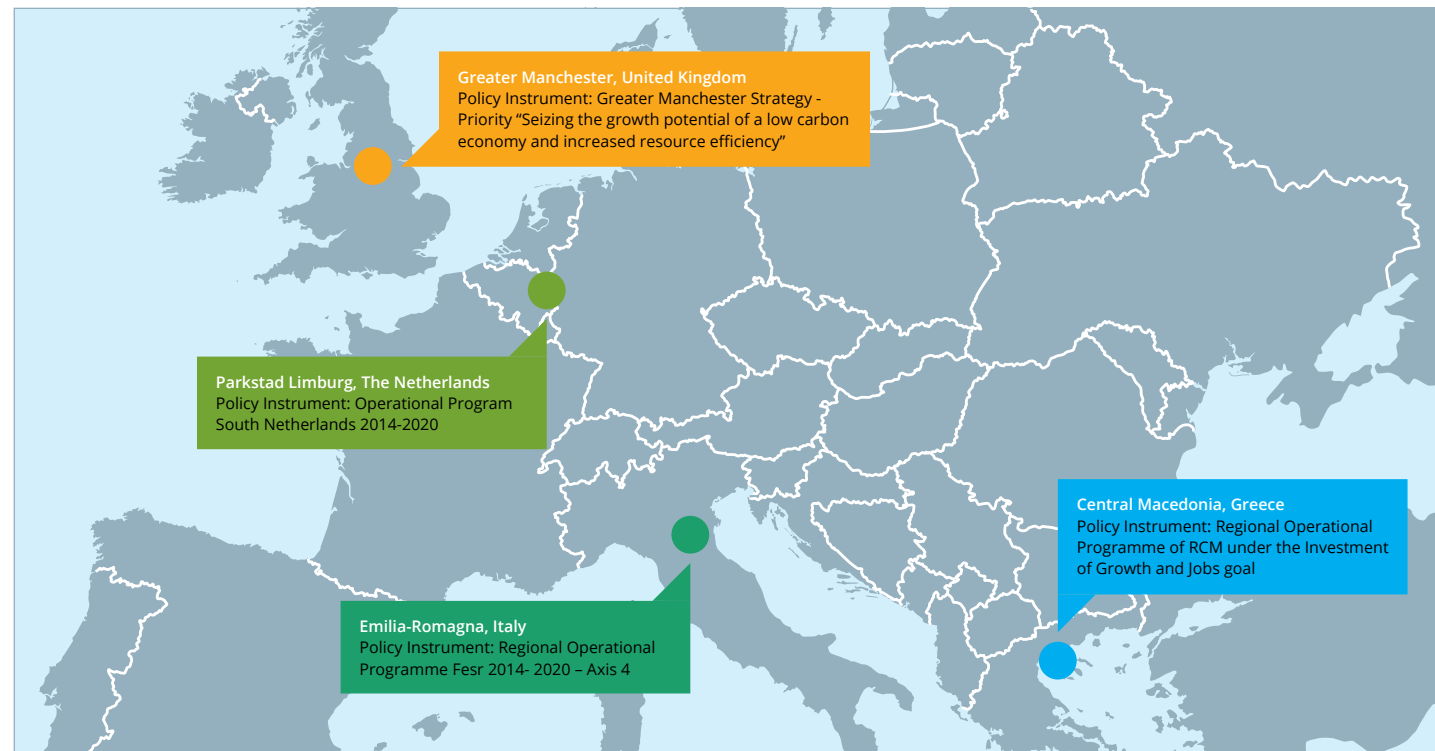 Greater Manchester, United Kingdom
Policy Instrument: Greater Manchester Strategy -
Priority “Seizing the growth potential of a low carbon
economy and increased resource efficiency”
Parkstad Limburg, The Netherlands
Policy Instrument: Operational Program
South Netherlands 2014-2020
Central Macedonia, Greece
Policy Instrument: Regional Operational
Programme of RCM under the Investment
of Growth and Jobs goal
Emilia-Romagna, Italy
Policy Instrument: Regional Operational
Programme Fesr 2014- 2020 – Axis 4